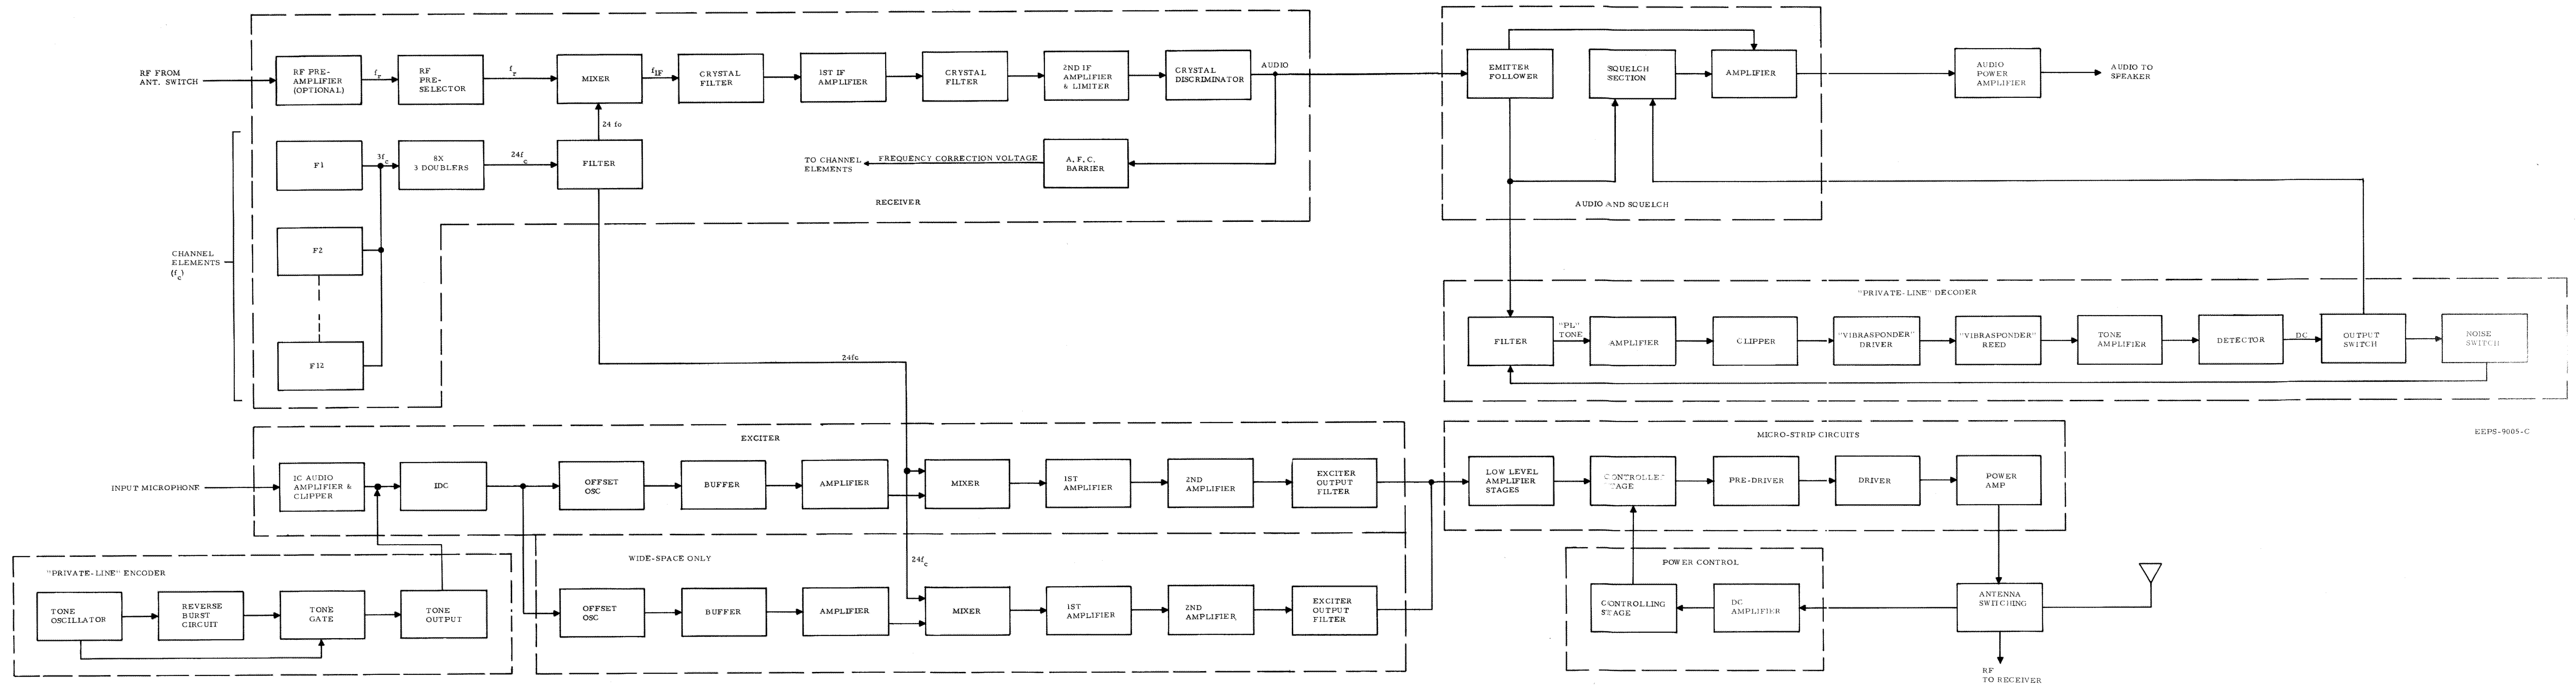 RF FROM
ANT. SWITCH
RF PRE-
AMPLIFIER
(OPTIONAL)
fr
RF
PRE-
SELECTOR
fr
MIXER
fIF
CRYSTAL
FILTER
1ST IF
AMPLIFIER
CRYSTAL
FILTER
2ND IF
AMPLIFIER
& LIMITER
CRYSTAL
DISCRIMINATOR
AUDIO
24 fo
F1
3fc
8X
3 DOUBLERS
24fc
FILTER
TO CHANNEL
ELEMENTS
FREQUENCY CORRECTION VOLTAGE
A. F. C.
BARRIER
RECEIVER
CHANNEL
ELEMENTS
(fc)
F2
F12
24fc
EMITTER
FOLLOWER
SQUELCH
SECTION
AMPLIFIER
AUDIO AND SQUELCH
AUDIO
POWER
AMPLIFIER
AUDIO TO
SPEAKER
"PRIVATE-LINE" DECODER
FILTER
"PL"
TONE
AMPLIFIER
CLIPPER
"VIBRASPONDER"
DRIVER
"VIBRASPONDER"
REED
TONE
AMPLIFIER
DETECTOR
DC
OUTPUT
SWITCH
NOISE
SWITCH
EEPS-9005-C
EXCITER
INPUT MICROPHONE
IC AUDIO
AMPLIFIER &
CLIPPER
IDC
OFFSET
OSC
BUFFER
AMPLIFIER
MIXER
1ST
AMPLIFIER
2ND
AMPLIFIER
EXCITER
OUTPUT
FILTER
MICRO-STRIP CIRCUITS
LOW LEVEL
AMPLIFIER
STAGES
CONTROLLED
STAGE
PRE-DRIVER
DRIVER
POWER
AMP
"PRIVATE-LINE" ENCODER
TONE
OSCILLATOR
REVERSE
BURST
CIRCUIT
TONE
GATE
TONE
OUTPUT
WIDE-SPACE ONLY
24fc
OFFSET
OSC
BUFFER
AMPLIFIER
MIXER
1ST
AMPLIFIER
2ND
AMPLIFIER
EXCITER
OUTPUT
FILTER
POWER CONTROL
CONTROLLING
STAGE
DC
AMPLIFIER
ANTENNA
SWITCHING
RF
TO RECEIVER